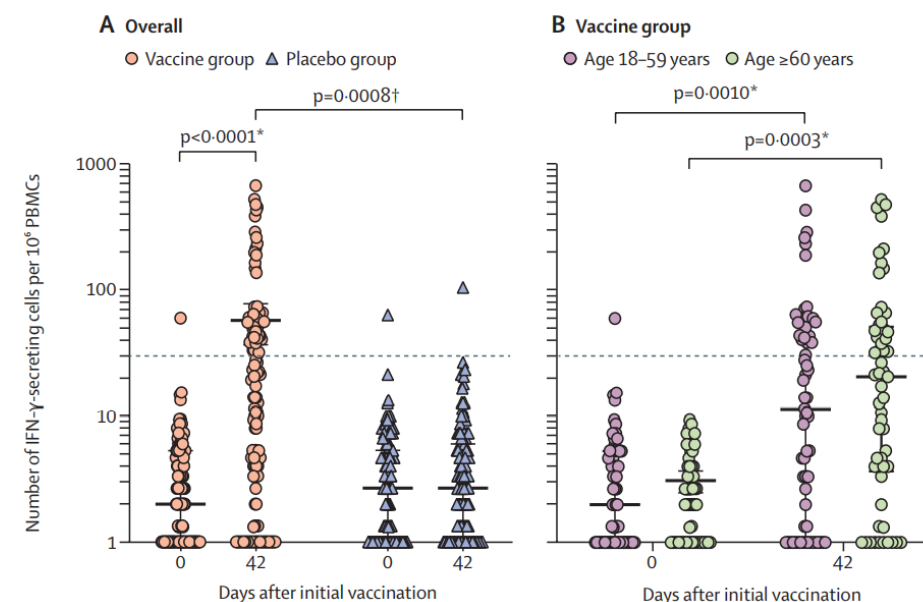 A Overall
Vaccine group Placebo group
p=0·0008†
p<0·0001*
Number of IFN-γ-secreting cells per 10⁶ PBMCs
1000
100
10
1
0 42 0 42
Days after initial vaccination
B Vaccine group
Age 18–59 years Age ≥60 years
p=0·0010*
p=0·0003*
0 42
Days after initial vaccination